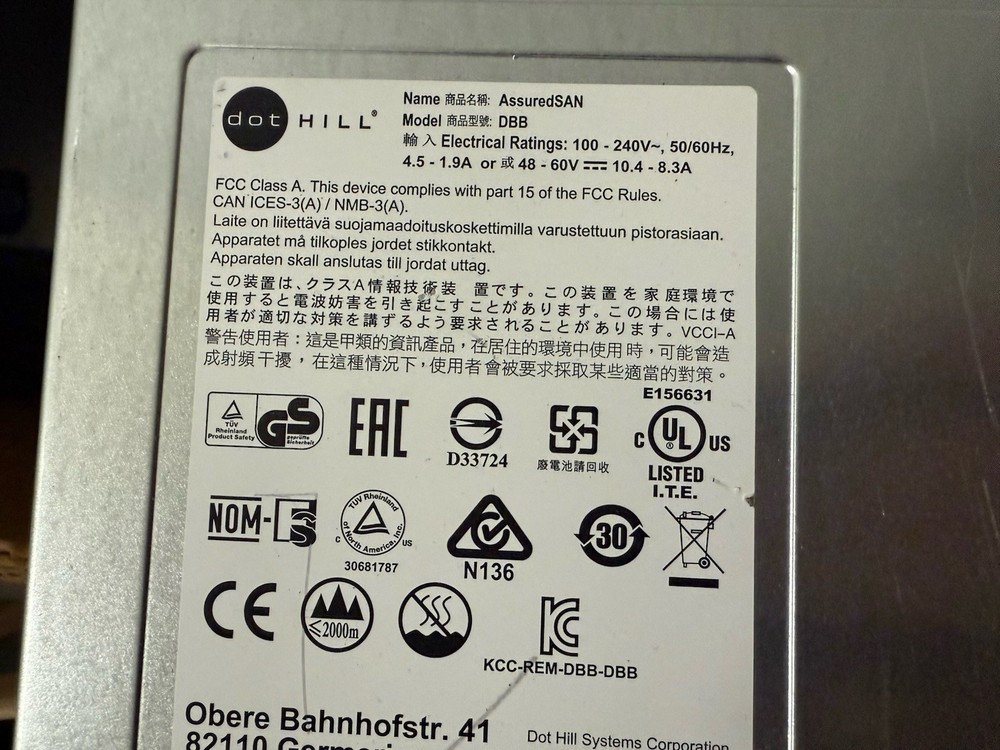 dot HILL®
Name 商品名稱: AssuredSAN
Model 商品型號: DBB
輸入 Electrical Ratings: 100 - 240V~, 50/60Hz,
4.5 - 1.9A or 或 48 - 60V ⎓ 10.4 - 8.3A
FCC Class A. This device complies with part 15 of the FCC Rules.
CAN ICES-3(A) / NMB-3(A).
Laite on liitettävä suojamaadoituskoskettimilla varustettuun pistorasiaan.
Apparatet må tilkoples jordet stikkontakt.
Apparaten skall anslutas till jordat uttag.
この装置は、クラスA情報技術装 置です。この装置を家庭環境で
使用すると電波妨害を引き起こすことがあります。この場合には使
用者が適切な対策を講ずるよう要求されることがあります。VCCI-A
警告使用者：這是甲類的資訊產品，在居住的環境中使用時，可能會造
成射頻干擾，在這種情況下，使用者會被要求採取某些適當的對策。
E156631
TÜV
Rheinland
Product Safety
GS
geprüfte
Sicherheit
EAC
D33724
廢電池請回收
C UL® US
LISTED
I.T.E.
NOM-
TÜV Rheinland
of North America, Inc.
C US
30681787
N136
30
CE
≤2000m
KCC-REM-DBB-DBB
Obere Bahnhofstr. 41
82110 Germering
Dot Hill Systems Corporation